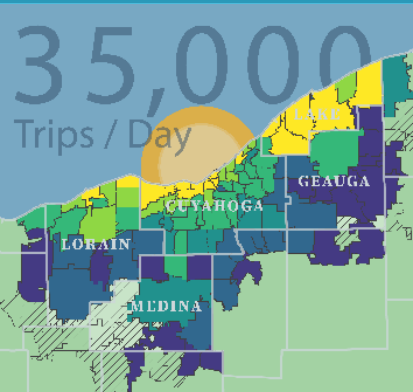 35,000
Trips / Day
LAKE
GEAUGA
CUYAHOGA
LORAIN
MEDINA